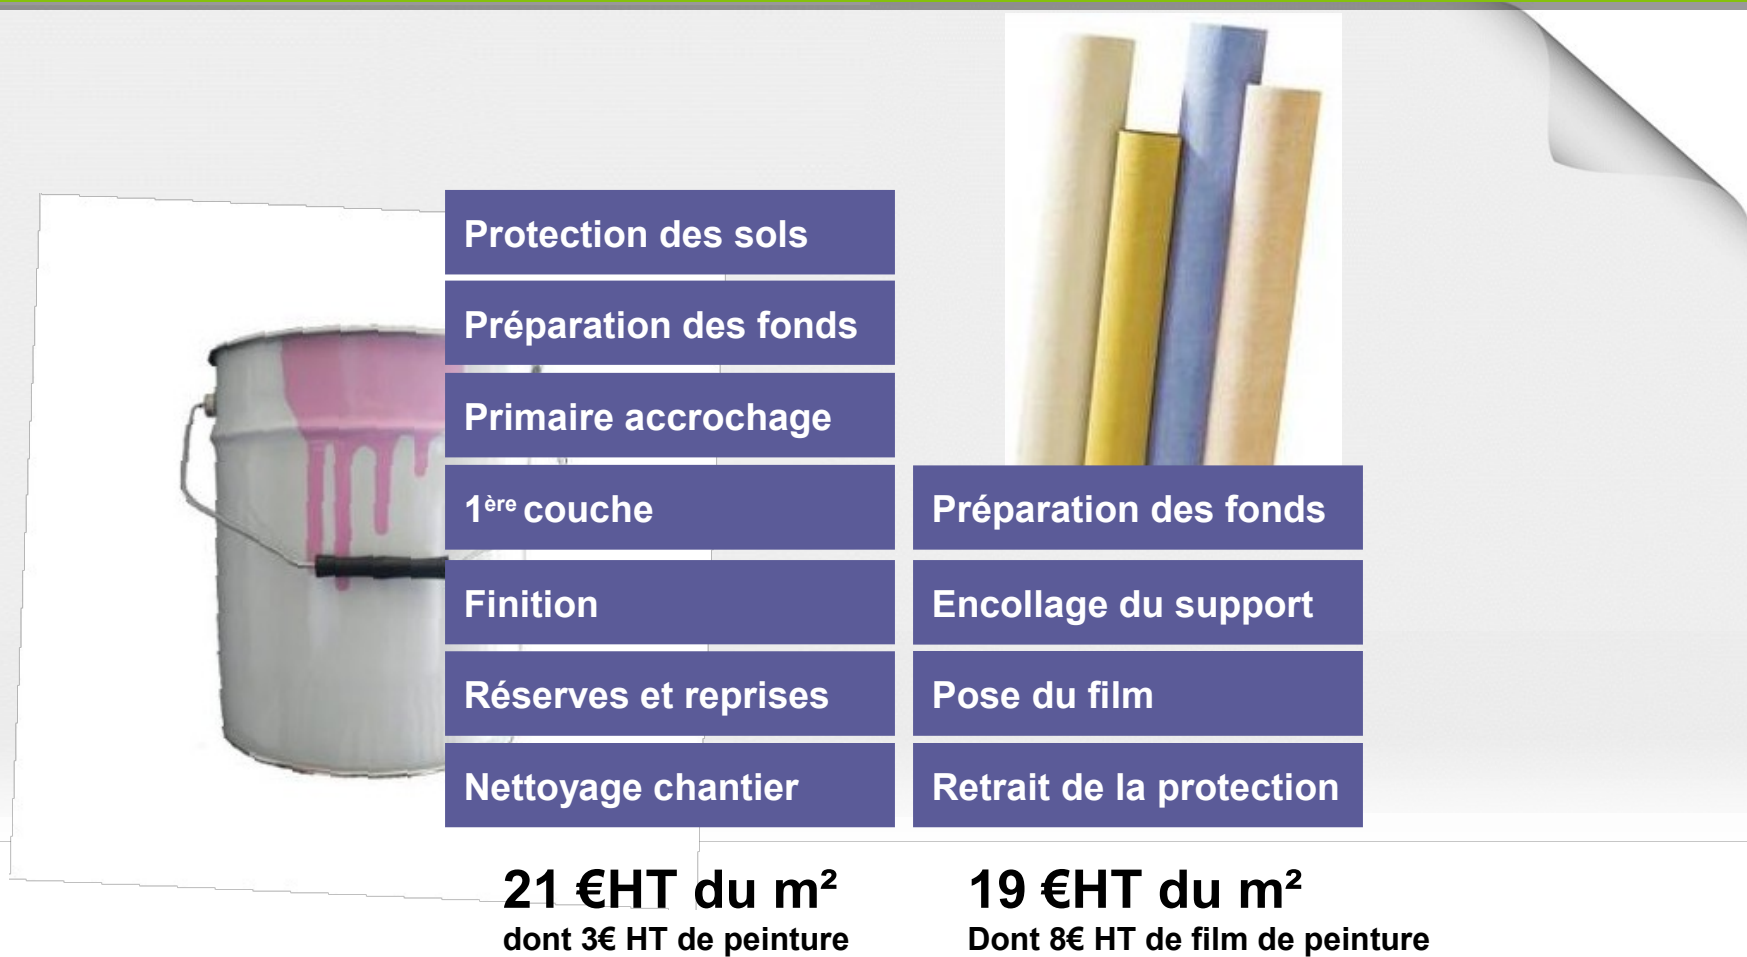 Protection des sols
Préparation des fonds
Primaire accrochage
1ère couche
Finition
Réserves et reprises
Nettoyage chantier
21 €HT du m²
dont 3€ HT de peinture
Préparation des fonds
Encollage du support
Pose du film
Retrait de la protection
19 €HT du m²
Dont 8€ HT de film de peinture